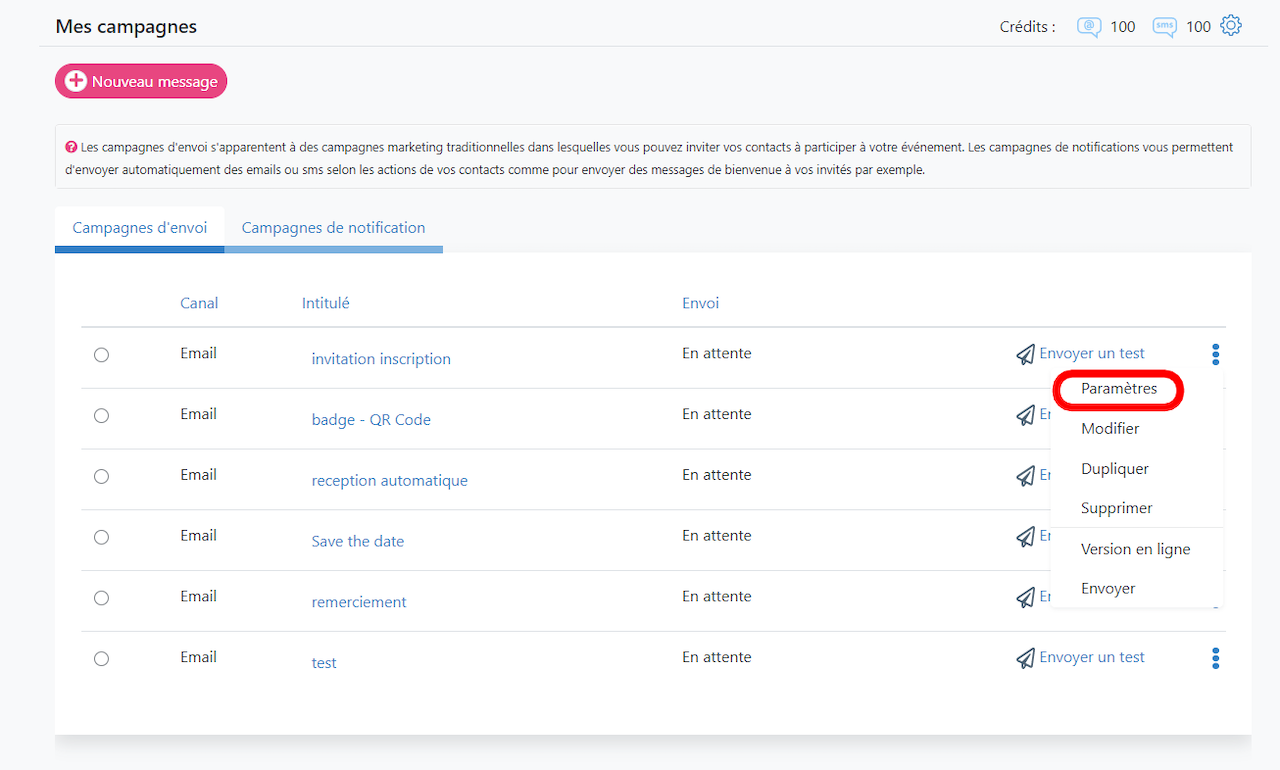 Mes campagnes
Crédits : @ 100 sms 100
Nouveau message
Les campagnes d'envoi s'apparentent à des campagnes marketing traditionnelles dans lesquelles vous pouvez inviter vos contacts à participer à votre événement. Les campagnes de notifications vous permettent
d'envoyer automatiquement des emails ou sms selon les actions de vos contacts comme pour envoyer des messages de bienvenue à vos invités par exemple.
Campagnes d'envoi Campagnes de notification
Canal Intitulé Envoi
Email invitation inscription En attente Envoyer un test
Paramètres
Email badge - QR Code En attente En
Modifier
Email reception automatique En attente En
Dupliquer
Supprimer
Email Save the date En attente En
Version en ligne
Email remerciement En attente En
Envoyer
Email test En attente Envoyer un test